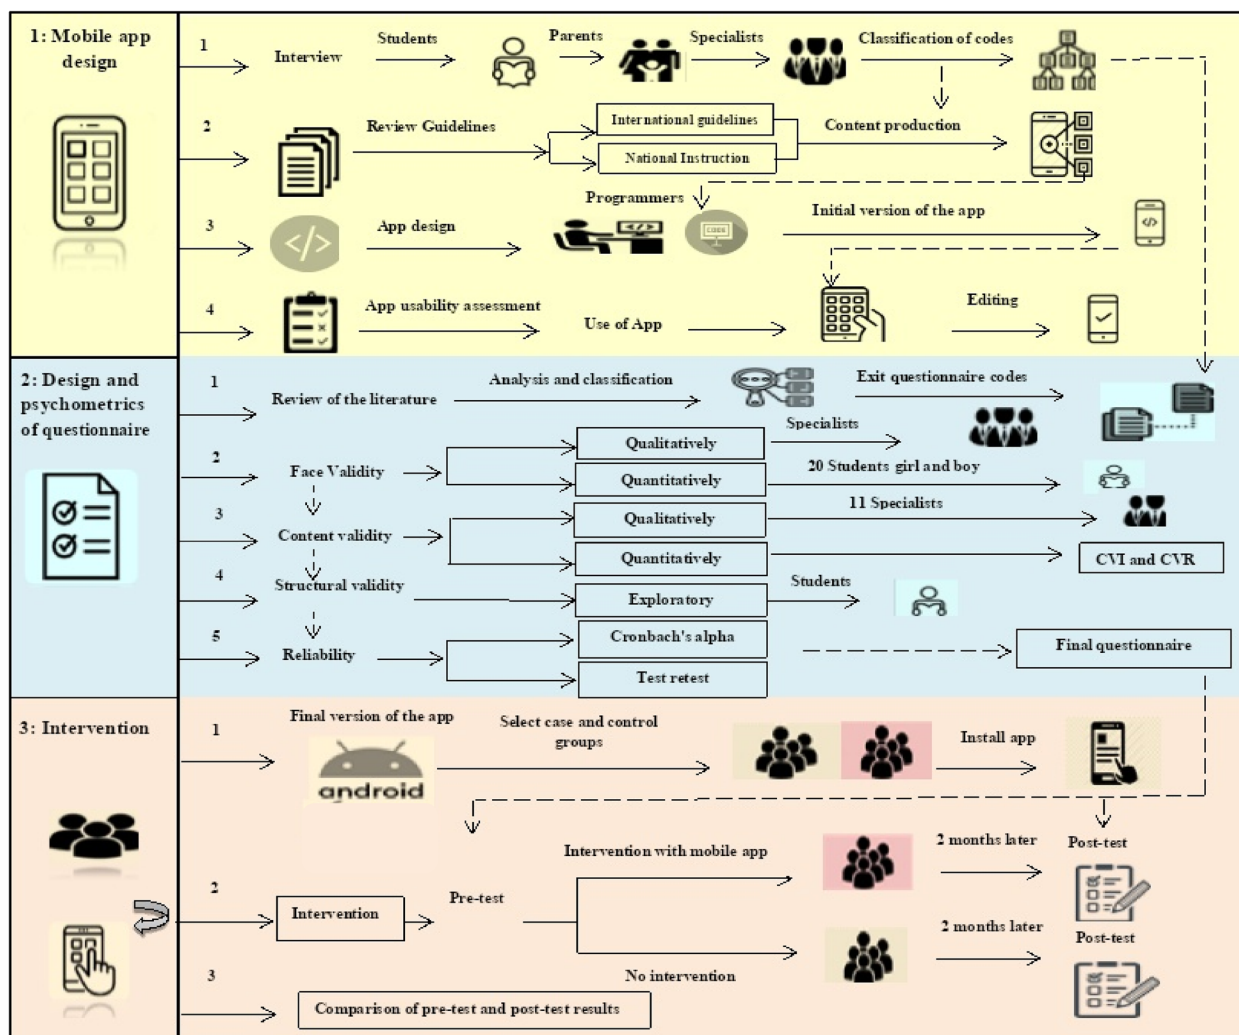 1: Mobile app
design
1
Interview
Students
Parents
Specialists
Classification of codes
2
Review Guidelines
International guidelines
National Instruction
Content production
3
</>
App design
Programmers
</>
CODE
Initial version of the app
</>
4
App usability assessment
Use of App
Editing
2: Design and
psychometrics
of questionnaire
1
Review of the literature
Analysis and classification
Exit questionnaire codes
2
Face Validity
Qualitatively
Specialists
Quantitatively
20 Students girl and boy
3
Content validity
Qualitatively
11 Specialists
Quantitatively
CVI and CVR
4
Structural validity
Exploratory
Students
5
Reliability
Cronbach's alpha
Test retest
Final questionnaire
3: Intervention
1
Final version of the app
android
Select case and control
groups
Install app
2
Intervention
Pre-test
Intervention with mobile app
2 months later
Post-test
No intervention
2 months later
Post-test
3
Comparison of pre-test and post-test results